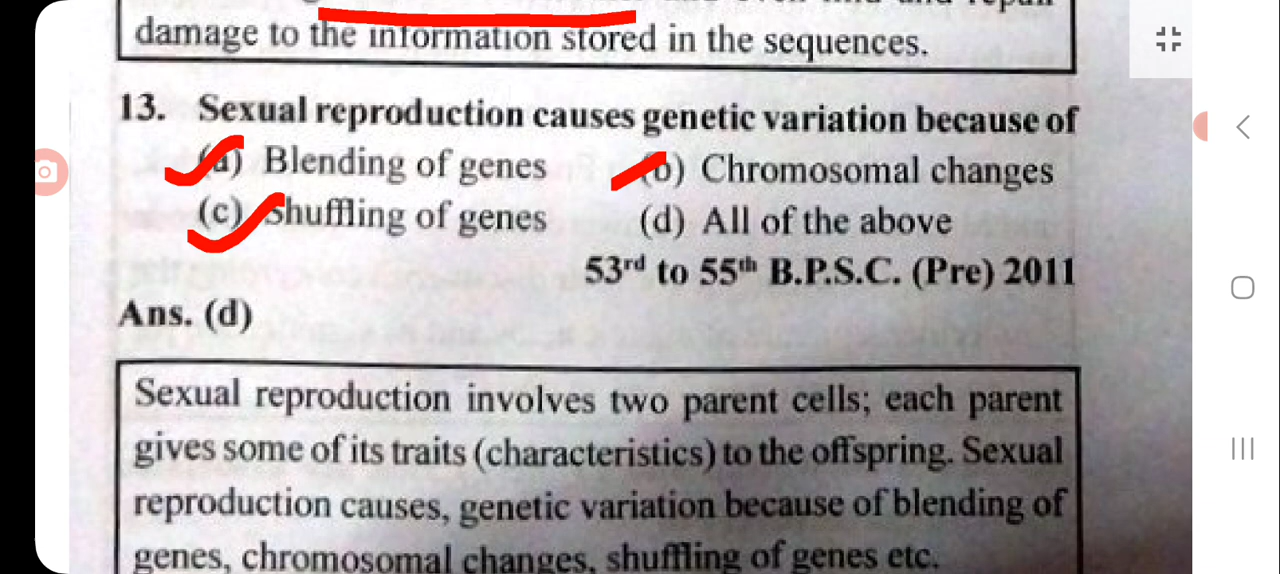 damage to the information stored in the sequences.
13. Sexual reproduction causes genetic variation because of
(a) Blending of genes (b) Chromosomal changes
(c) Shuffling of genes (d) All of the above
53rd to 55th B.P.S.C. (Pre) 2011
Ans. (d)
Sexual reproduction involves two parent cells; each parent
gives some of its traits (characteristics) to the offspring. Sexual
reproduction causes, genetic variation because of blending of
genes, chromosomal changes, shuffling of genes etc.